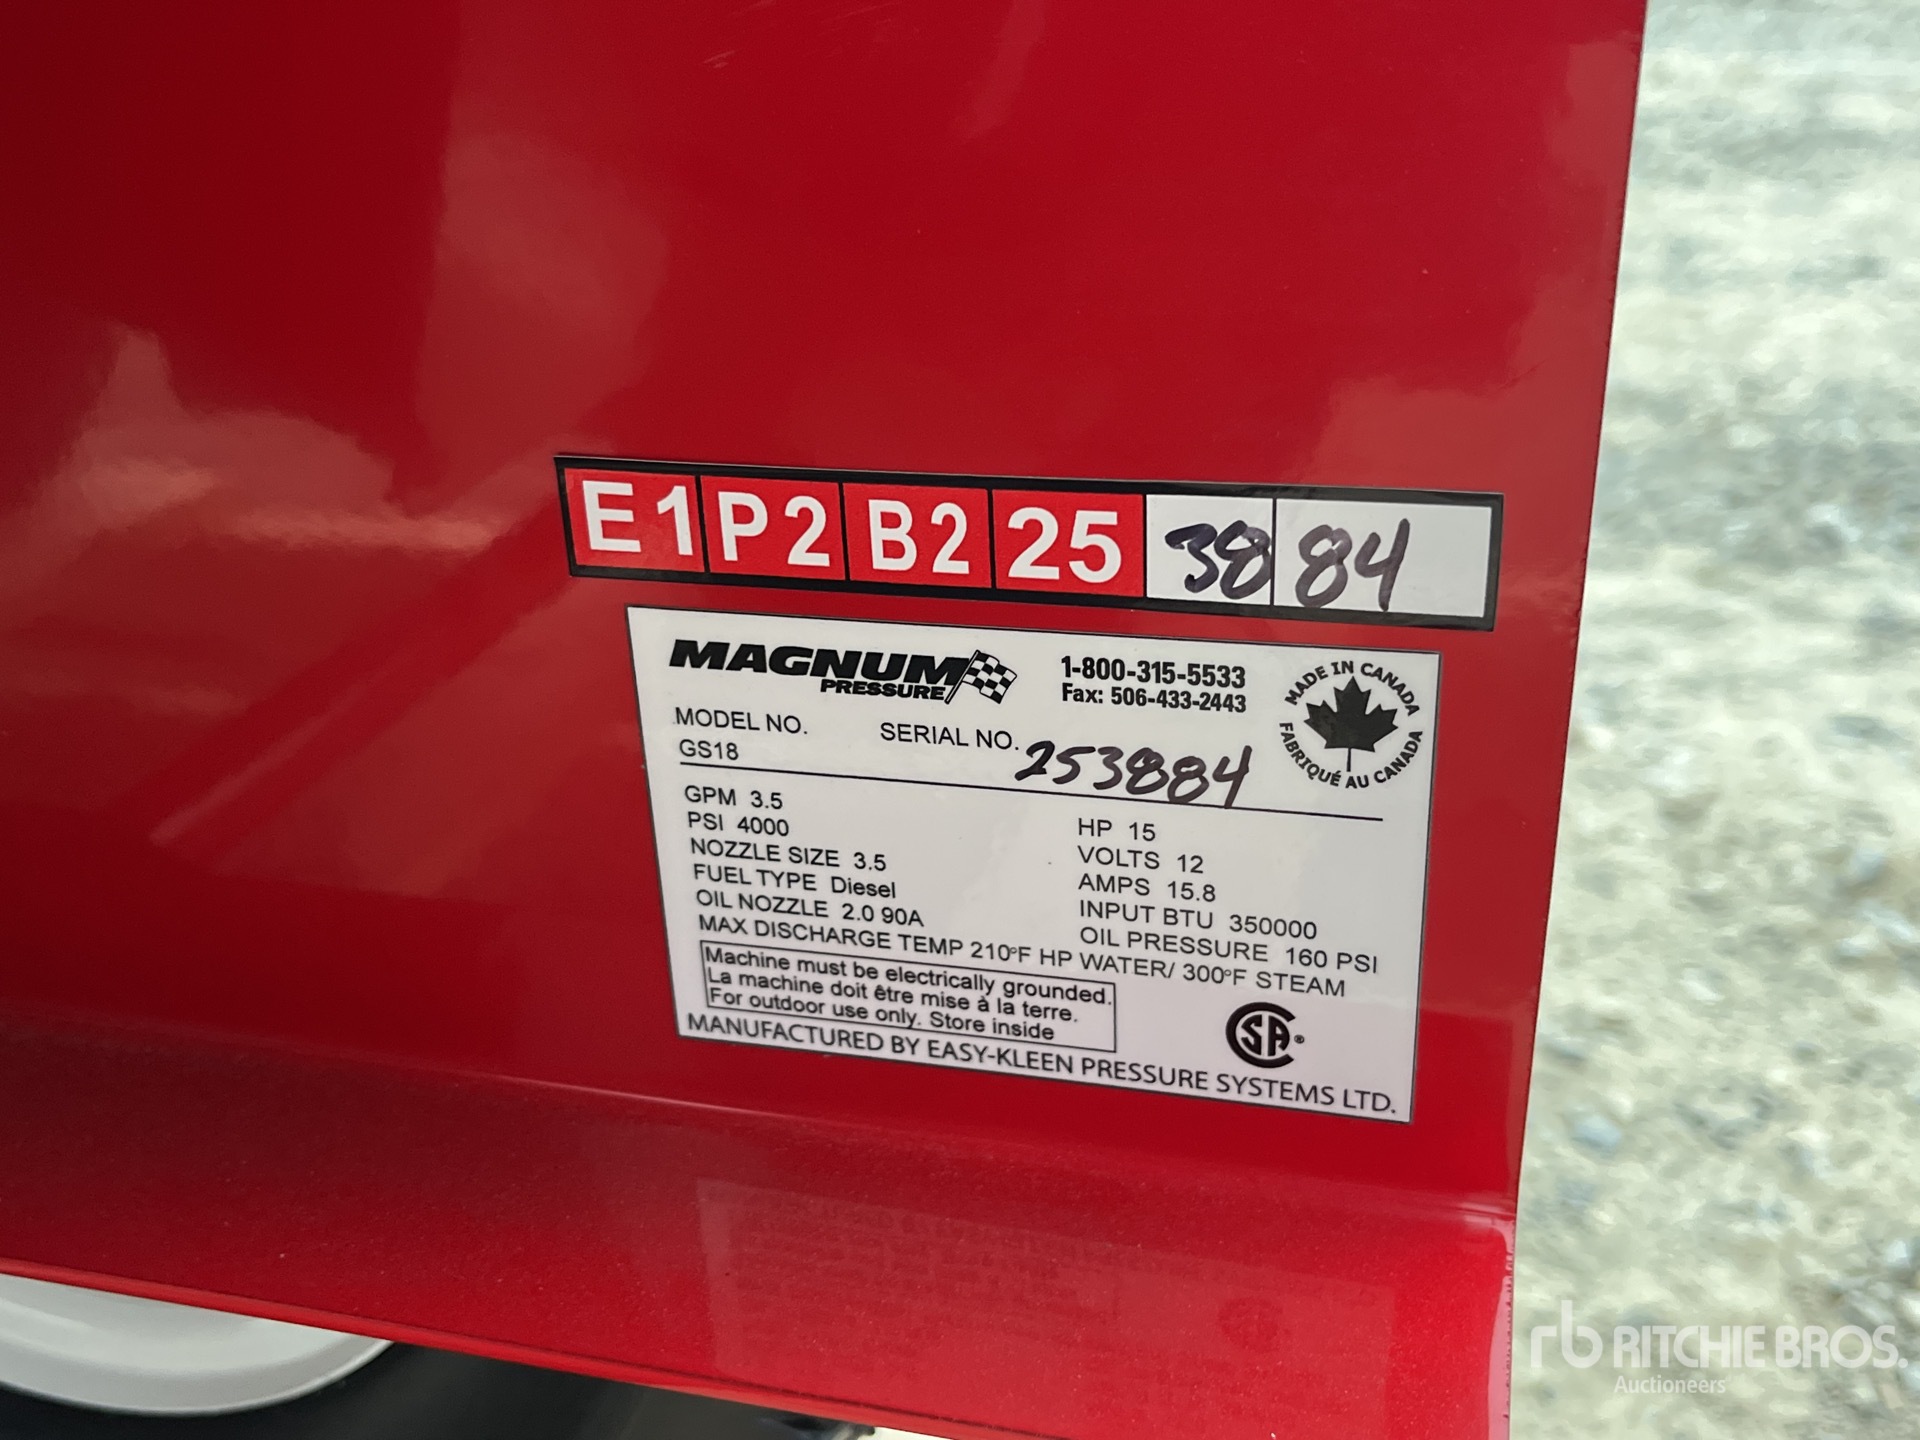 E1 P2 B2 25 38 84
MAGNUM
PRESSURE
1-800-315-5533
Fax: 506-433-2443
MADE IN CANADA
FABRIQUÉ AU CANADA
MODEL NO.
GS18
SERIAL NO. 253884
GPM 3.5
PSI 4000
NOZZLE SIZE 3.5
FUEL TYPE Diesel
OIL NOZZLE 2.0 90A
HP 15
VOLTS 12
AMPS 15.8
INPUT BTU 350000
OIL PRESSURE 160 PSI
MAX DISCHARGE TEMP 210°F HP WATER/ 300°F STEAM
Machine must be electrically grounded.
La machine doit être mise à la terre.
For outdoor use only. Store inside
CSA®
MANUFACTURED BY EASY-KLEEN PRESSURE SYSTEMS LTD.
rb RITCHIE BROS.
Auctioneers